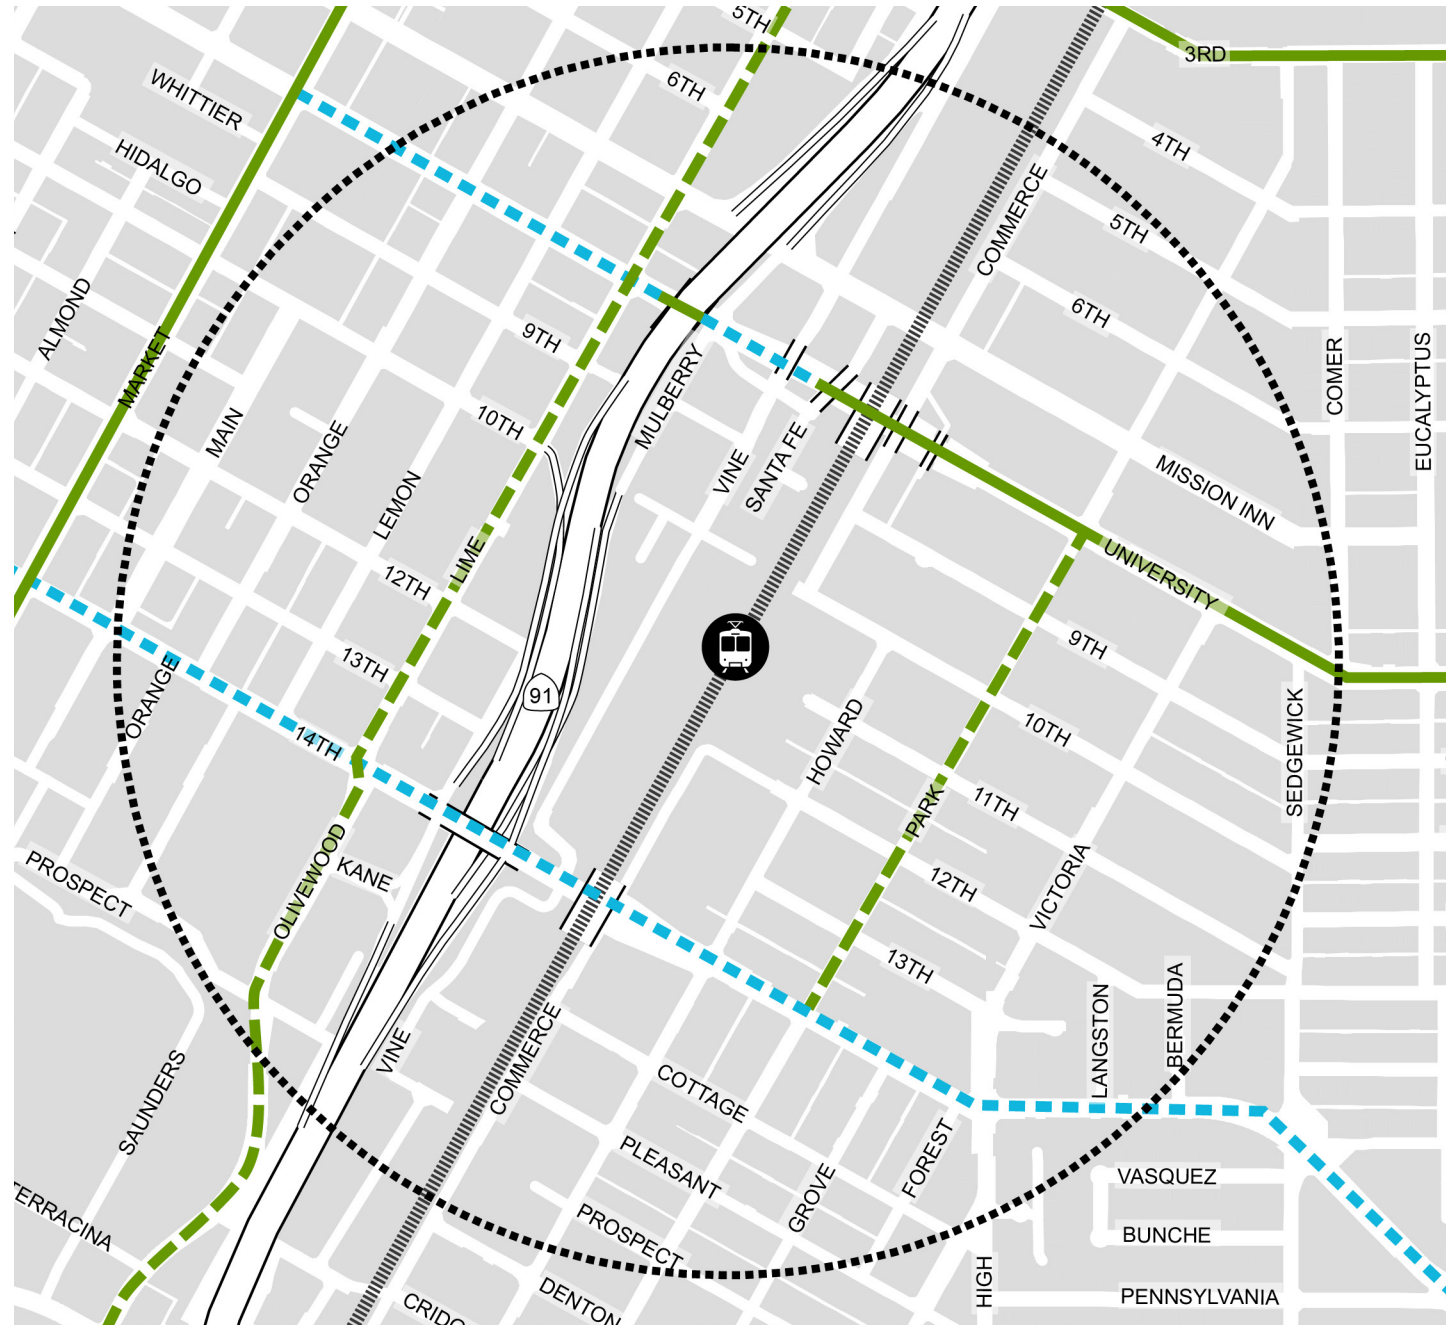 5TH
3RD
6TH
WHITTIER
4TH
HIDALGO
COMMERCE
5TH
ALMOND
6TH
9TH
MARKET
MULBERRY
COMER
EUCALYPTUS
10TH
MAIN
ORANGE
VINE
SANTA FE
LEMON
MISSION INN
LIME
UNIVERSITY
12TH
13TH
9TH
91
ORANGE
14TH
HOWARD
10TH
SEDGEWICK
11TH
PARK
OLIVEWOOD
KANE
PROSPECT
12TH
VICTORIA
13TH
LANGSTON
BERMUDA
VINE
COMMERCE
SAUNDERS
COTTAGE
PLEASANT
GROVE
FOREST
VASQUEZ
TERRACINA
PROSPECT
BUNCHE
HIGH
PENNSYLVANIA
DENTON